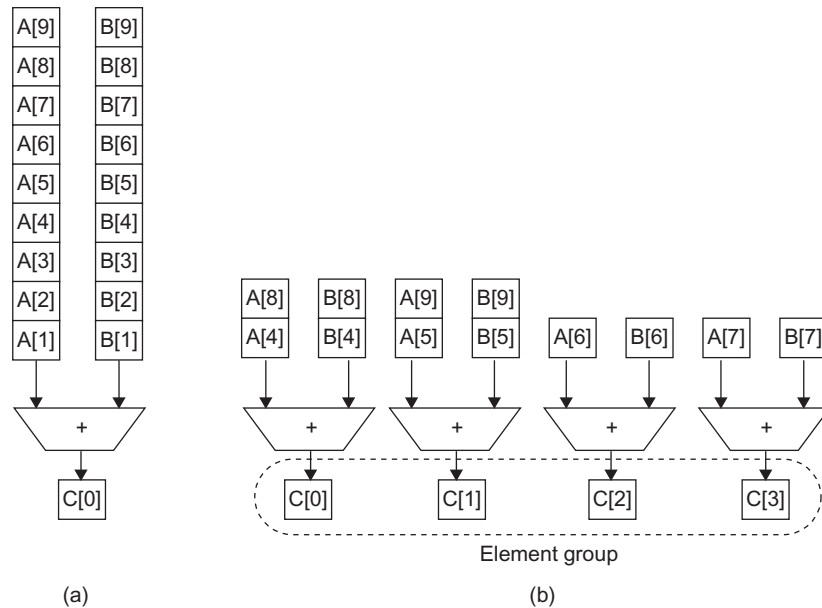 A[9] B[9]
A[8] B[8]
A[7] B[7]
A[6] B[6]
A[5] B[5]
A[4] B[4]
A[3] B[3]
A[2] B[2]
A[1] B[1]
+
C[0]
(a)
A[8] B[8] A[9] B[9]
A[4] B[4] A[5] B[5] A[6] B[6] A[7] B[7]
+ + + +
C[0] C[1] C[2] C[3]
Element group
(b)